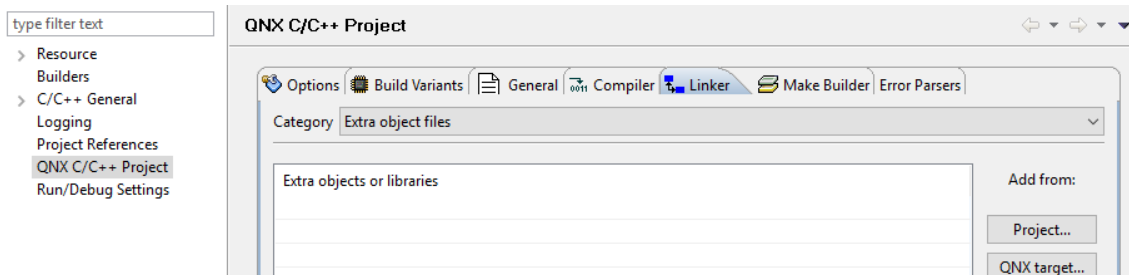 type filter text
Resource
Builders
C/C++ General
Logging
Project References
QNX C/C++ Project
Run/Debug Settings
QNX C/C++ Project
Options Build Variants General Compiler Linker Make Builder Error Parsers
Category Extra object files
Extra objects or libraries
Add from:
Project...
QNX target...